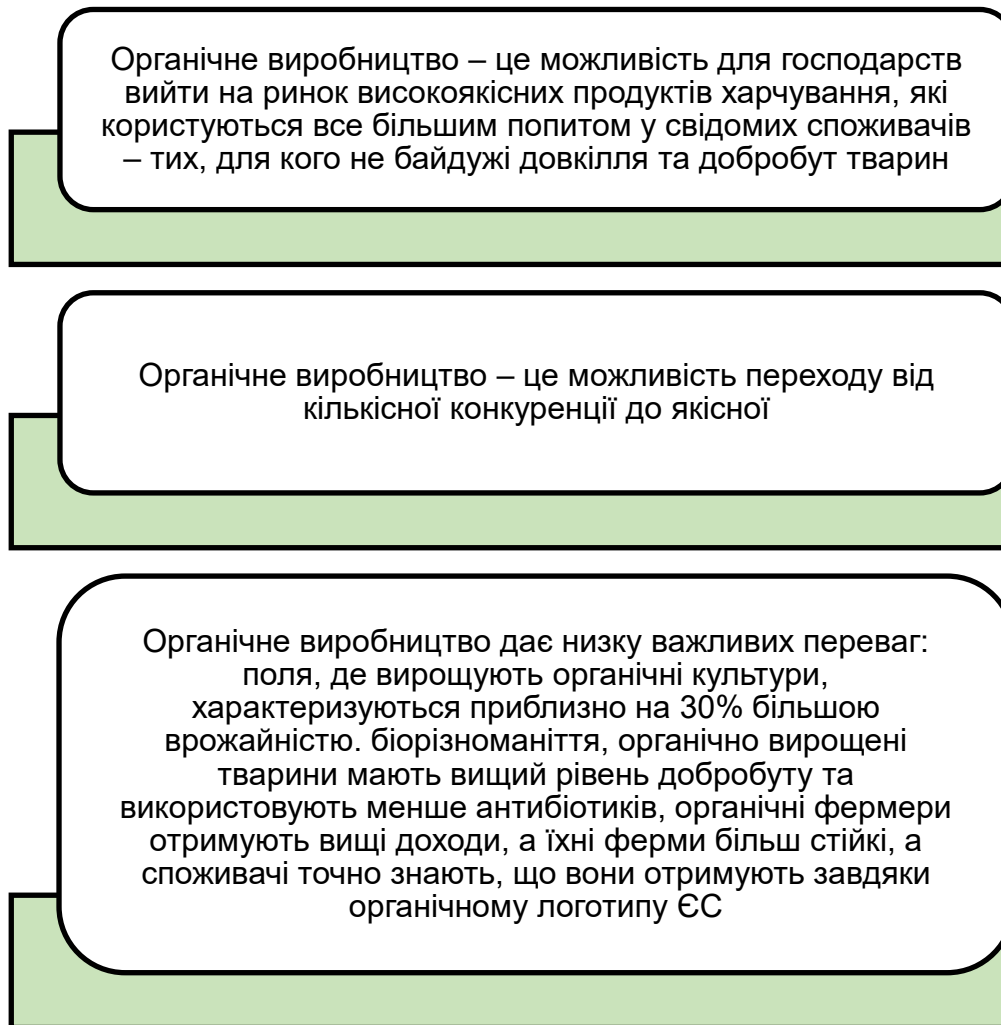 Органічне виробництво – це можливість для господарств
вийти на ринок високоякісних продуктів харчування, які
користуються все більшим попитом у свідомих споживачів
– тих, для кого не байдужі довкілля та добробут тварин
Органічне виробництво – це можливість переходу від
кількісної конкуренції до якісної
Органічне виробництво дає низку важливих переваг:
поля, де вирощують органічні культури,
характеризуються приблизно на 30% більшою
врожайністю. біорізноманіття, органічно вирощені
тварини мають вищий рівень добробуту та
використовують менше антибіотиків, органічні фермери
отримують вищі доходи, а їхні ферми більш стійкі, а
споживачі точно знають, що вони отримують завдяки
органічному логотипу ЄС